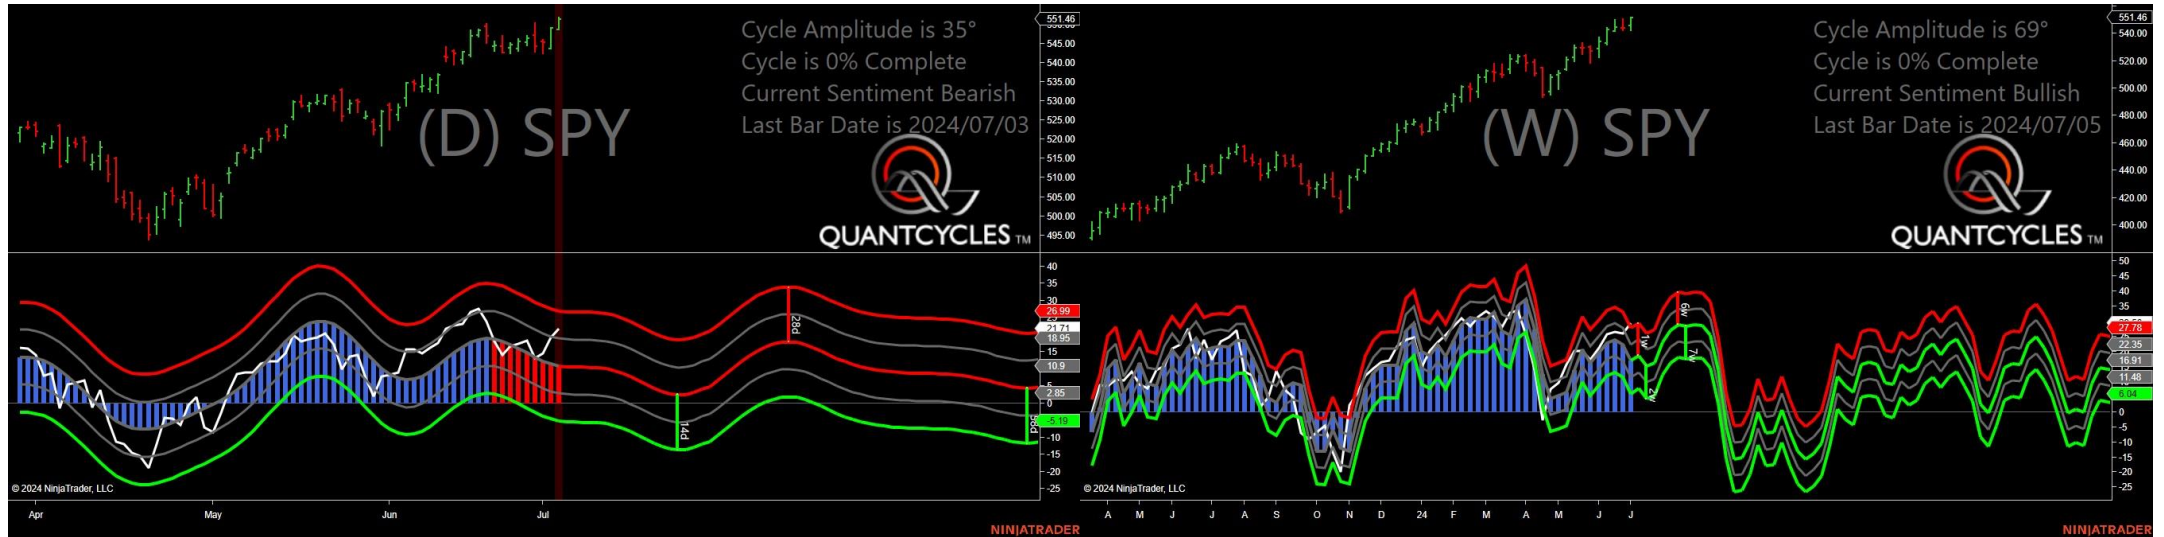 Cycle Amplitude is 35°
Cycle is 0% Complete
Current Sentiment Bearish
Last Bar Date is 2024/07/03
(D) SPY
QUANTCYCLES TM
551.46
545.00
540.00
535.00
530.00
525.00
520.00
515.00
510.00
505.00
500.00
495.00
40
35
30
26.99
21.71
18.95
15
10.9
5
2.85
0
-5.19
-10
-15
-20
-25
14d
28d
58d
© 2024 NinjaTrader, LLC
Apr May Jun Jul
NINJATRADER
Cycle Amplitude is 69°
Cycle is 0% Complete
Current Sentiment Bullish
Last Bar Date is 2024/07/05
(W) SPY
QUANTCYCLES TM
551.46
540.00
520.00
500.00
480.00
460.00
440.00
420.00
400.00
50
45
40
35
27.78
22.35
16.91
11.48
6.04
0
-5
-10
-15
-20
-25
1w
2w
6w
7w
© 2024 NinjaTrader, LLC
A M J J A S O N D 24 F M A M J J
NINJATRADER